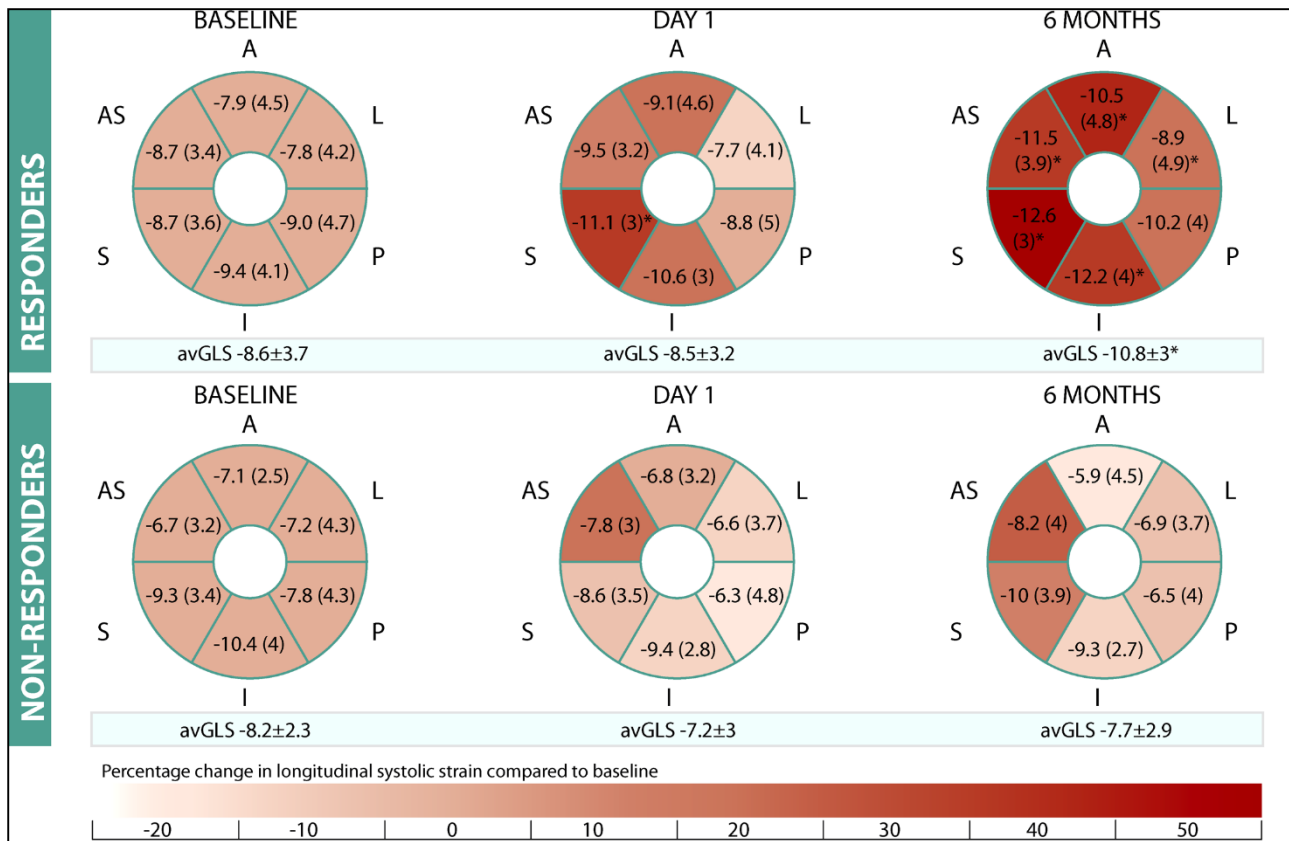 RESPONDERS
BASELINE
DAY 1
6 MONTHS
A
A
A
AS
L
AS
L
AS
L
-7.9 (4.5)
-8.7 (3.4)
-7.8 (4.2)
-8.7 (3.6)
-9.0 (4.7)
-9.4 (4.1)
-9.1(4.6)
-9.5 (3.2)
-7.7 (4.1)
-11.1 (3)*
-8.8 (5)
-10.6 (3)
-10.5
(4.8)*
-11.5
(3.9)*
-8.9
(4.9)*
-12.6
(3)*
-10.2 (4)
-12.2 (4)*
S
P
S
P
S
P
I
I
I
avGLS -8.6±3.7
avGLS -8.5±3.2
avGLS -10.8±3*
NON-RESPONDERS
BASELINE
DAY 1
6 MONTHS
A
A
A
AS
L
AS
L
AS
L
-7.1 (2.5)
-6.7 (3.2)
-7.2 (4.3)
-9.3 (3.4)
-7.8 (4.3)
-10.4 (4)
-6.8 (3.2)
-7.8 (3)
-6.6 (3.7)
-8.6 (3.5)
-6.3 (4.8)
-9.4 (2.8)
-5.9 (4.5)
-8.2 (4)
-6.9 (3.7)
-10 (3.9)
-6.5 (4)
-9.3 (2.7)
S
P
S
P
S
P
I
I
I
avGLS -8.2±2.3
avGLS -7.2±3
avGLS -7.7±2.9
Percentage change in longitudinal systolic strain compared to baseline
-20 -10 0 10 20 30 40 50